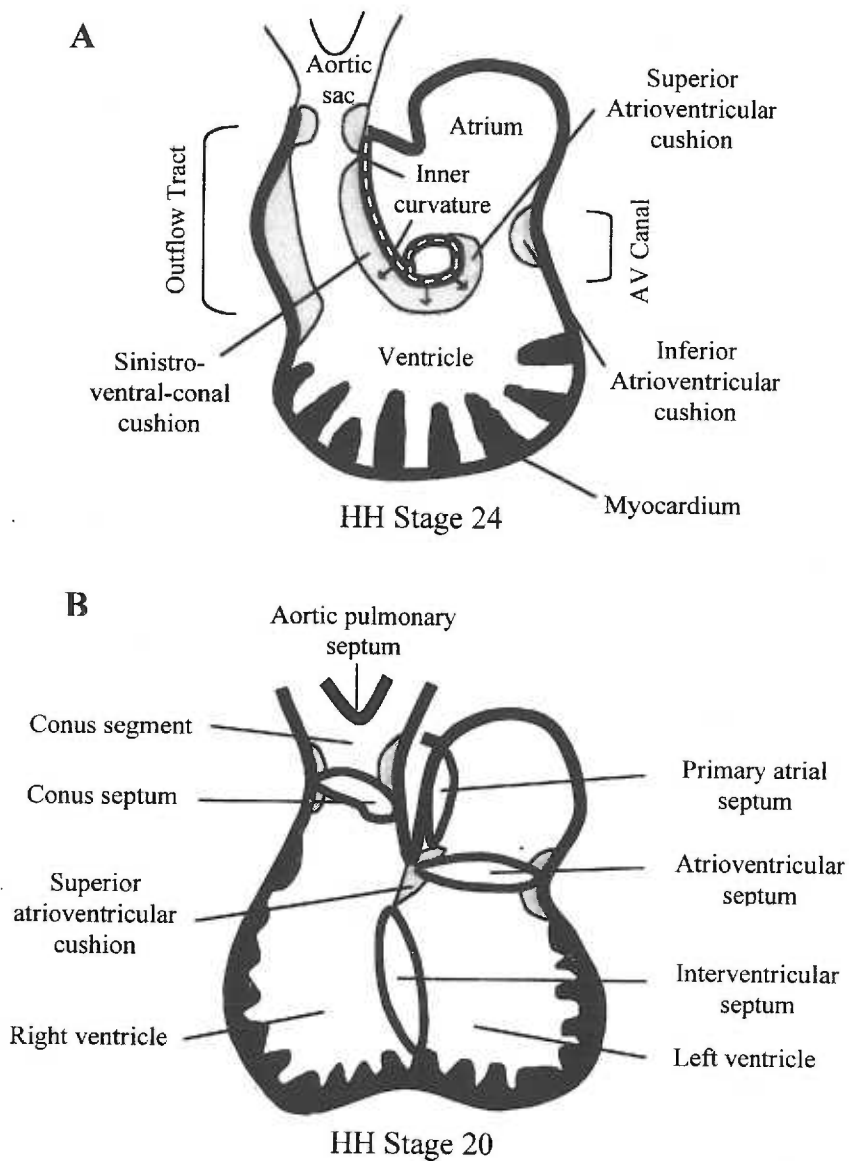 A
Aortic
sac
Atrium
Superior
Atrioventricular
cushion
Outflow Tract
Inner
curvature
AV Canal
Sinistro-
ventral-conal
cushion
Ventricle
Inferior
Atrioventricular
cushion
Myocardium
HH Stage 24
B
Aortic pulmonary
septum
Conus segment
Conus septum
Primary atrial
septum
Superior
atrioventricular
cushion
Atrioventricular
septum
Interventricular
septum
Right ventricle
Left ventricle
HH Stage 20